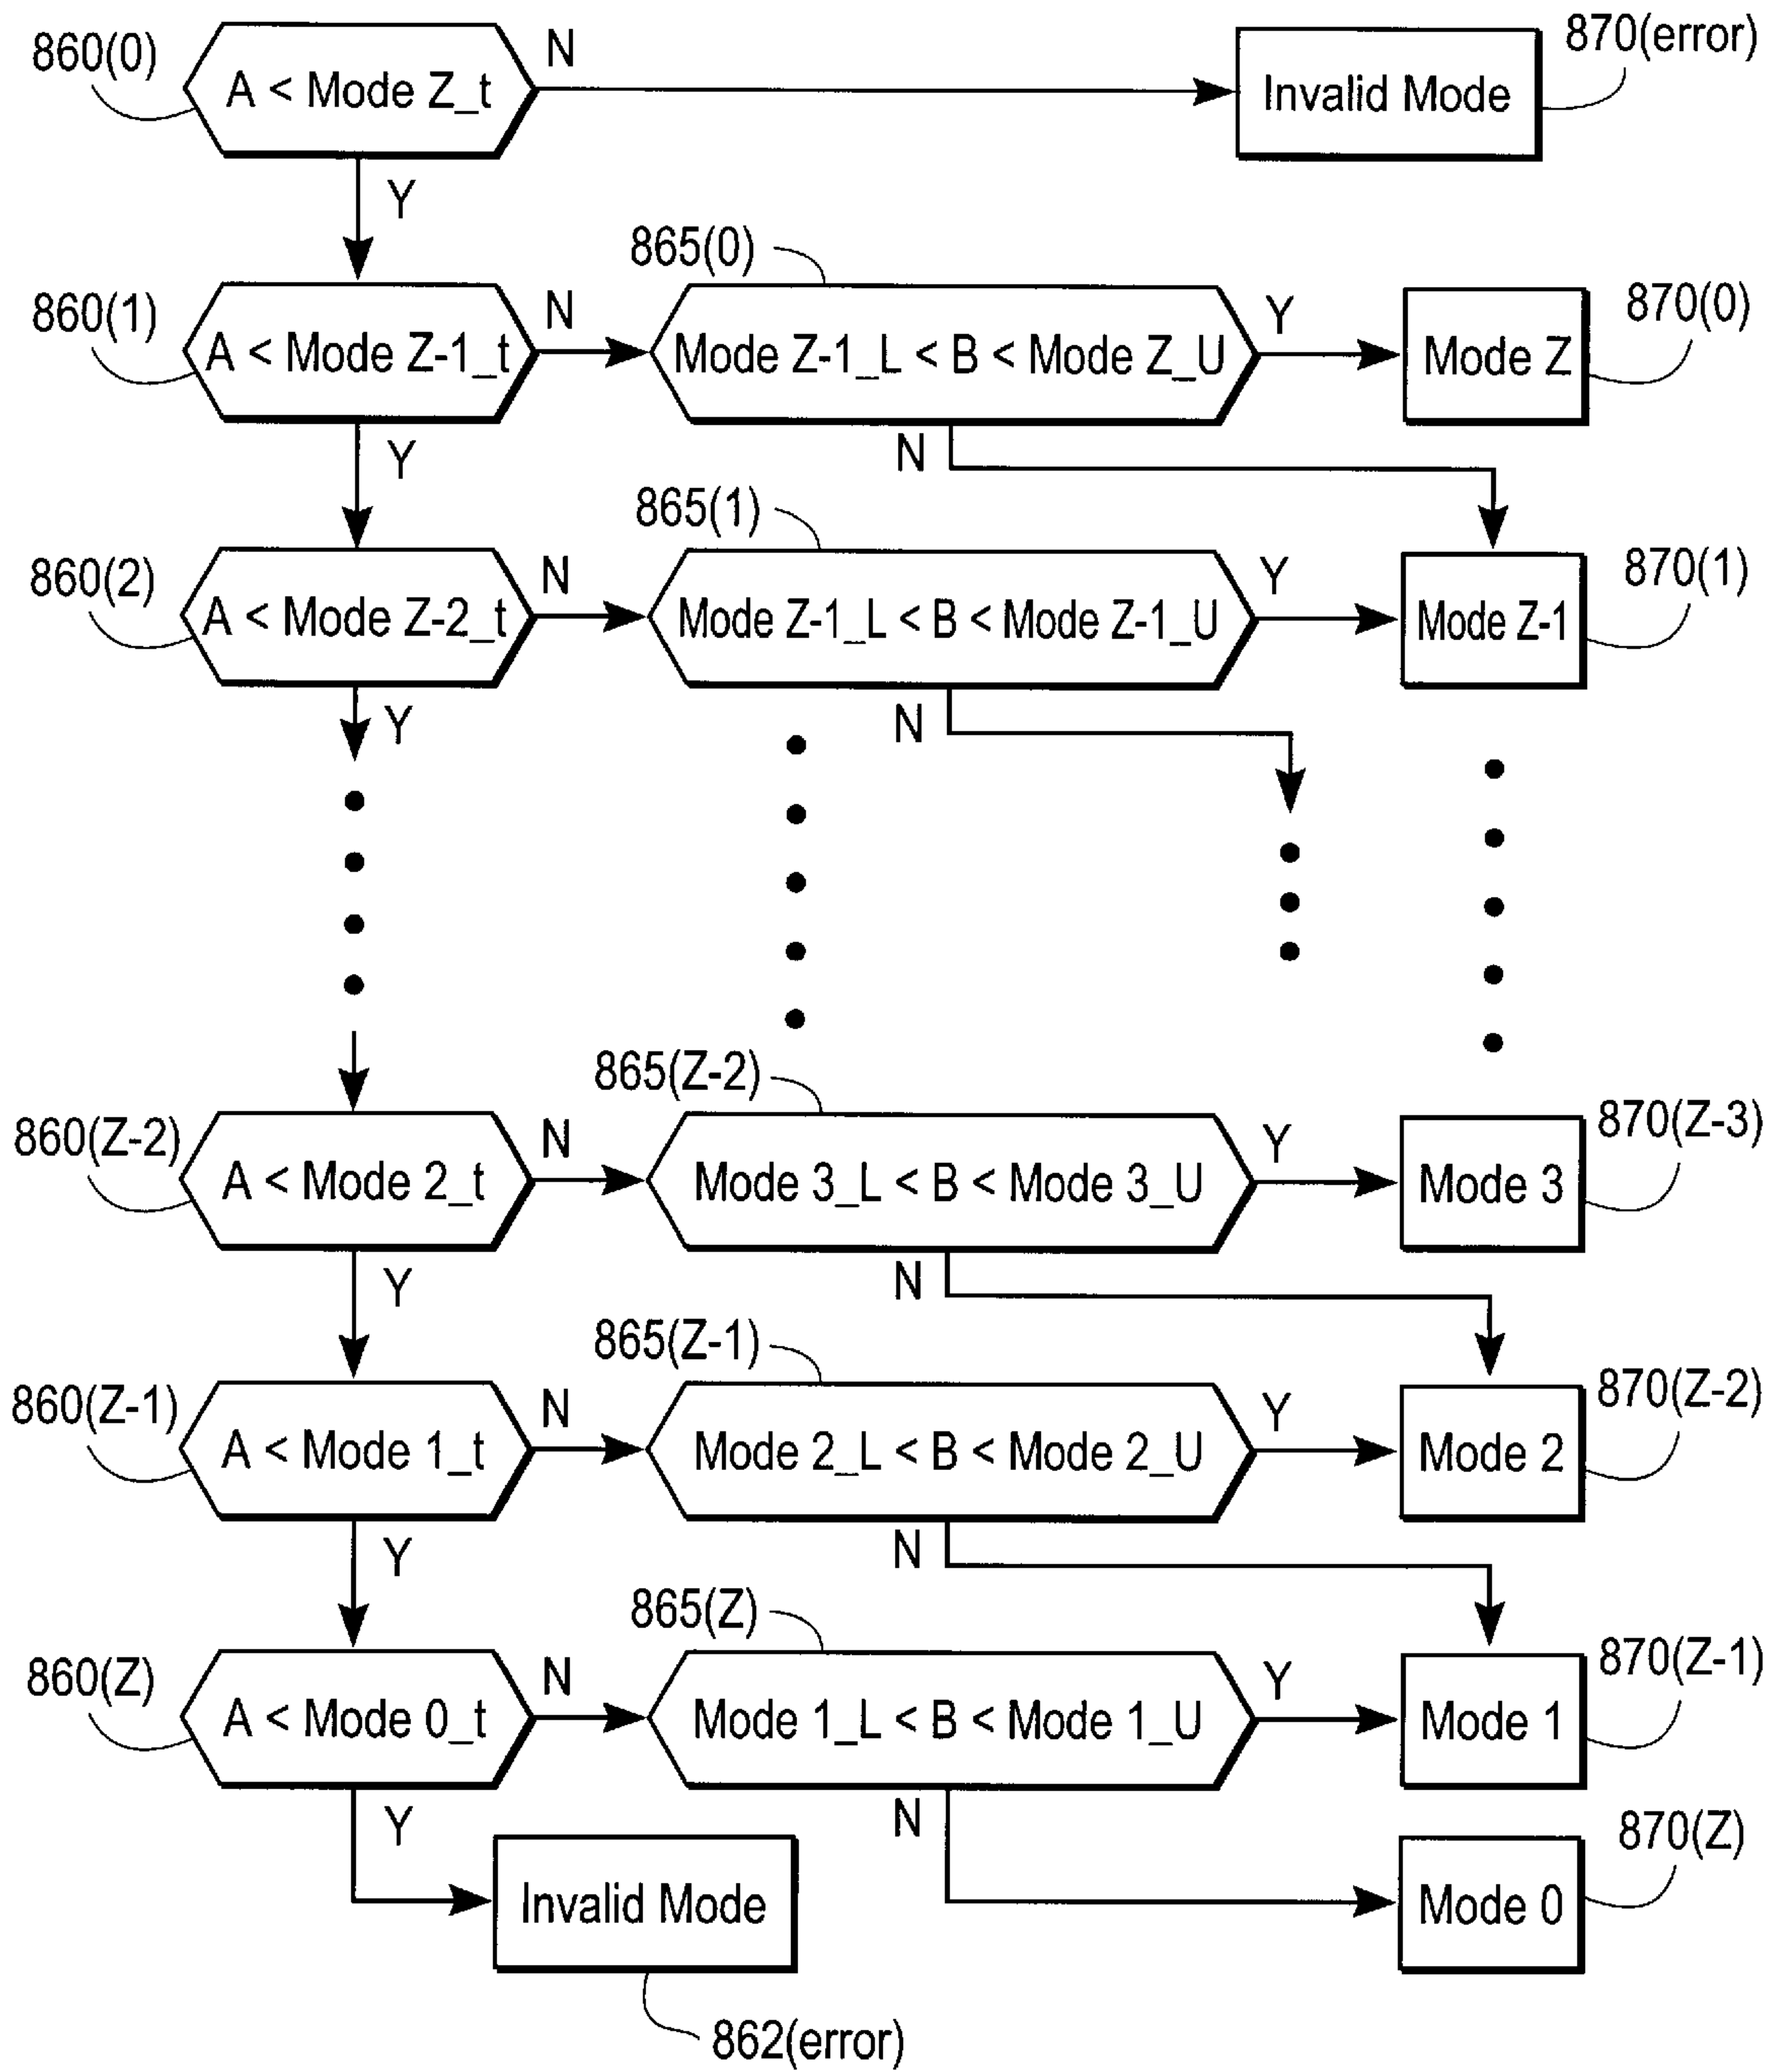 860(0)
A < Mode Z_t
N
Invalid Mode
870(error)
Y
860(1)
A < Mode Z-1_t
N
865(0)
Mode Z-1_L < B < Mode Z_U
Y
Mode Z
870(0)
Y
N
860(2)
A < Mode Z-2_t
N
865(1)
Mode Z-1_L < B < Mode Z-1_U
Y
Mode Z-1
870(1)
Y
N
860(Z-2)
A < Mode 2_t
N
865(Z-2)
Mode 3_L < B < Mode 3_U
Y
Mode 3
870(Z-3)
Y
N
860(Z-1)
A < Mode 1_t
N
865(Z-1)
Mode 2_L < B < Mode 2_U
Y
Mode 2
870(Z-2)
Y
N
860(Z)
A < Mode 0_t
N
865(Z)
Mode 1_L < B < Mode 1_U
Y
Mode 1
870(Z-1)
Y
N
Invalid Mode
862(error)
Mode 0
870(Z)